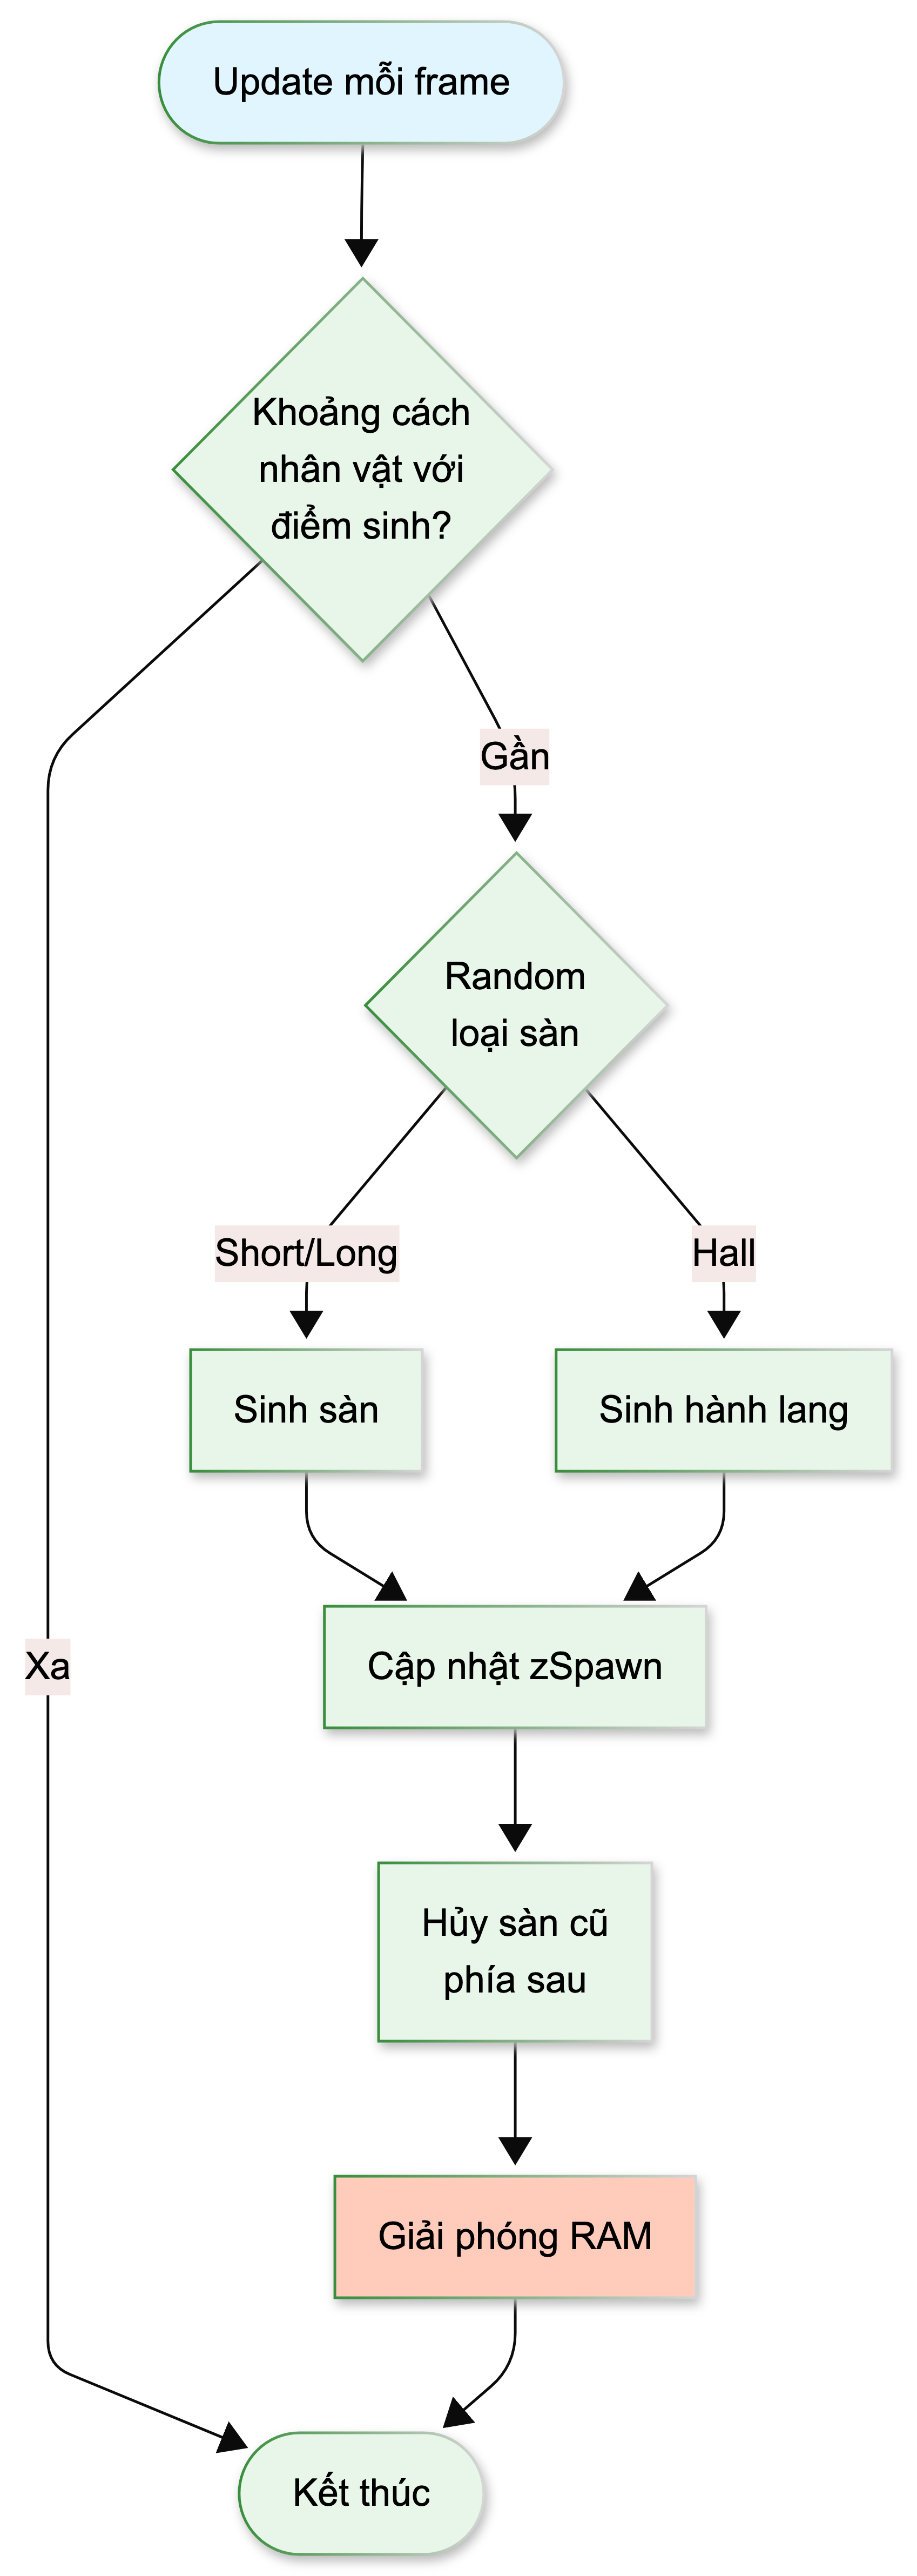 Update mỗi frame
Khoảng cách
nhân vật với
điểm sinh?
Gần
Random
loại sàn
Short/Long
Hall
Sinh sàn
Sinh hành lang
Xa
Cập nhật zSpawn
Hủy sàn cũ
phía sau
Giải phóng RAM
Kết thúc